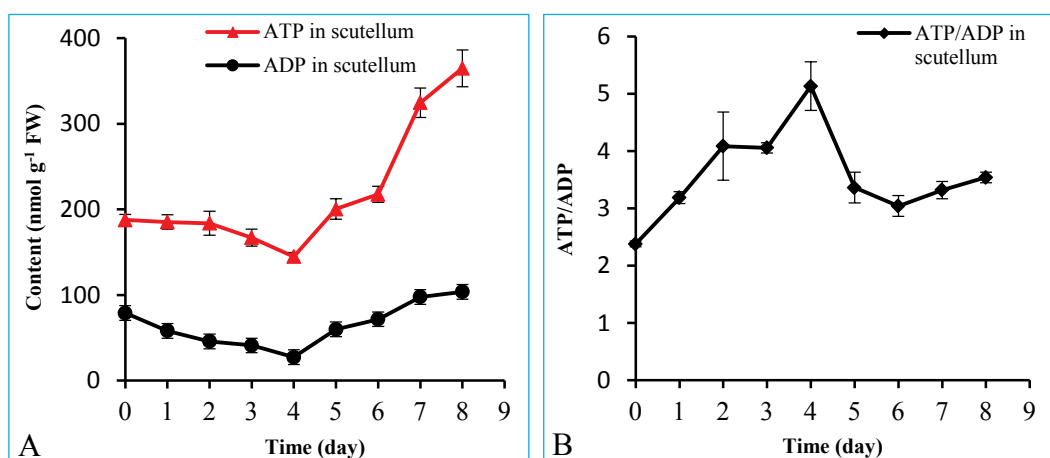 ATP in scutellum
ADP in scutellum
400
300
200
100
0
Content (nmol g⁻¹ FW)
0 1 2 3 4 5 6 7 8 9
Time (day)
A
ATP/ADP in
scutellum
6
5
4
3
2
1
0
ATP/ADP
0 1 2 3 4 5 6 7 8 9
Time (day)
B